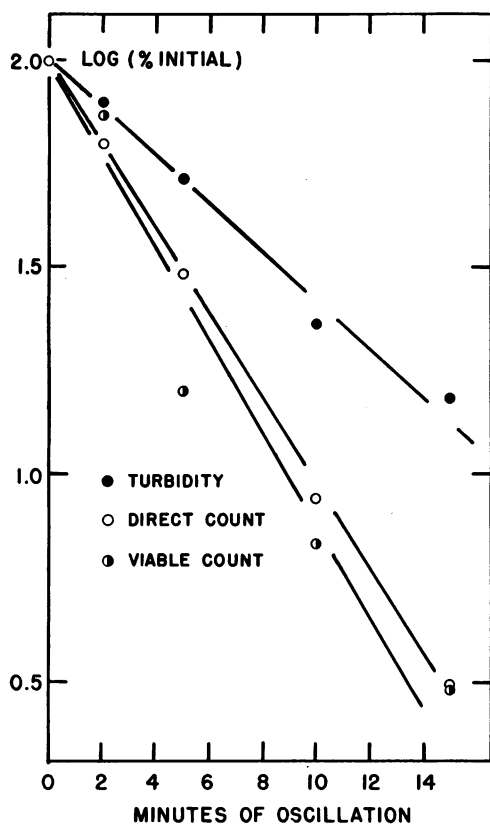 LOG (% INITIAL)
2.0
1.5
1.0
0.5
TURBIDITY
DIRECT COUNT
VIABLE COUNT
0 2 4 6 8 10 12 14
MINUTES OF OSCILLATION